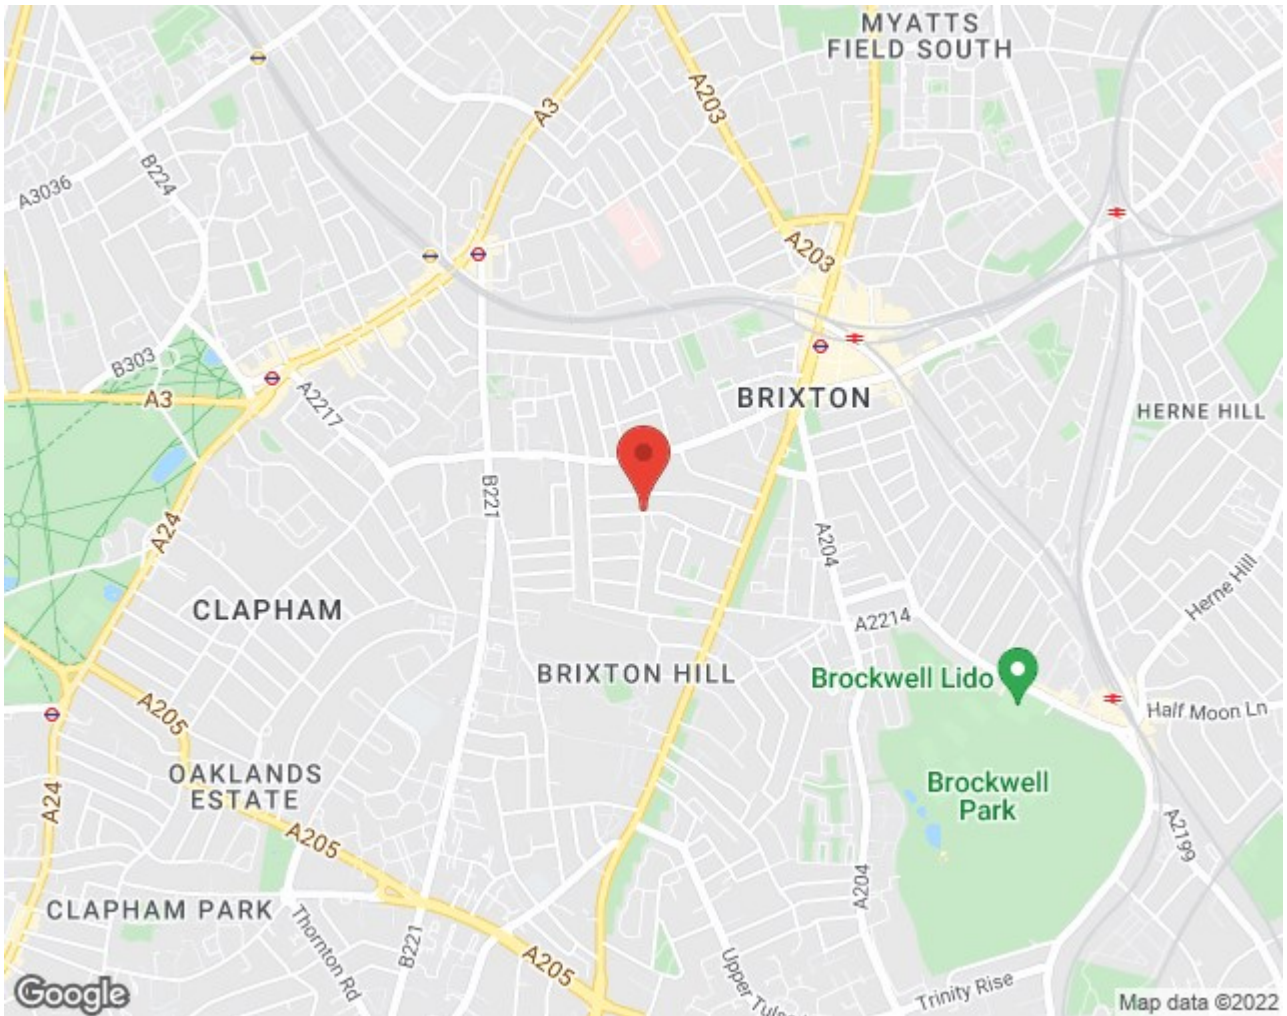 MYATTS
FIELD SOUTH
A3
A203
B224
A3036
A203
B303
A3
A2217
BRIXTON
HERNE HILL
B221
A24
A204
Herne Hill
CLAPHAM
A2214
BRIXTON HILL
Brockwell Lido
A205
Half Moon Ln
OAKLANDS
ESTATE
Brockwell
Park
A24
A205
A2199
A204
CLAPHAM PARK
Thornton Rd
B221
A205
Upper Tulse
Trinity Rise
Google
Map data ©2022